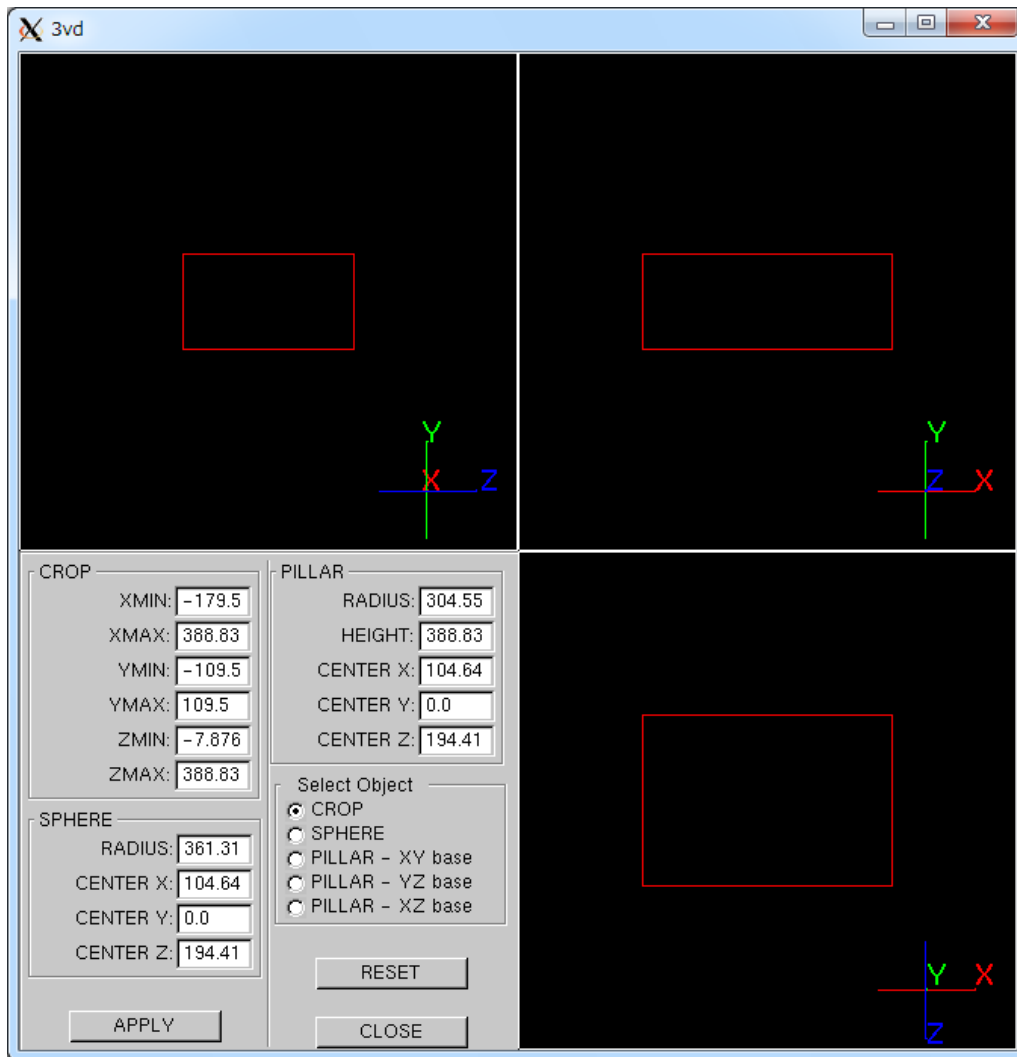 3vd
Y
X Z
Y
Z X
CROP
XMIN: -179.5
XMAX: 388.83
YMIN: -109.5
YMAX: 109.5
ZMIN: -7.876
ZMAX: 388.83
SPHERE
RADIUS: 361.31
CENTER X: 104.64
CENTER Y: 0.0
CENTER Z: 194.41
APPLY
PILLAR
RADIUS: 304.55
HEIGHT: 388.83
CENTER X: 104.64
CENTER Y: 0.0
CENTER Z: 194.41
Select Object
CROP
SPHERE
PILLAR - XY base
PILLAR - YZ base
PILLAR - XZ base
RESET
CLOSE
Y X
Z